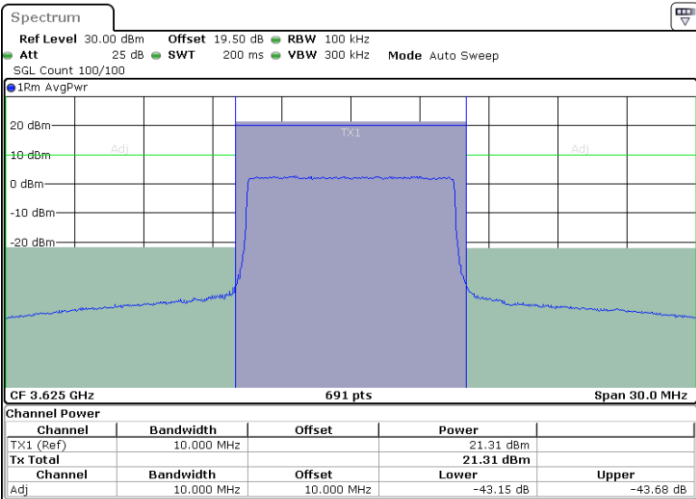 Spectrum
Ref Level 30.00 dBm Offset 19.50 dB RBW 100 kHz
Att 25 dB SWT 200 ms VBW 300 kHz Mode Auto Sweep
SGL Count 100/100
1Rm AvgPwr
20 dBm
TX1
10 dBm Adj Adj
0 dBm
-10 dBm
-20 dBm
CF 3.625 GHz 691 pts Span 30.0 MHz
Channel Power
Channel Bandwidth Offset Power
TX1 (Ref) 10.000 MHz 21.31 dBm
Tx Total 21.31 dBm
Channel Bandwidth Offset Lower Upper
Adj 10.000 MHz 10.000 MHz -43.15 dB -43.68 dB